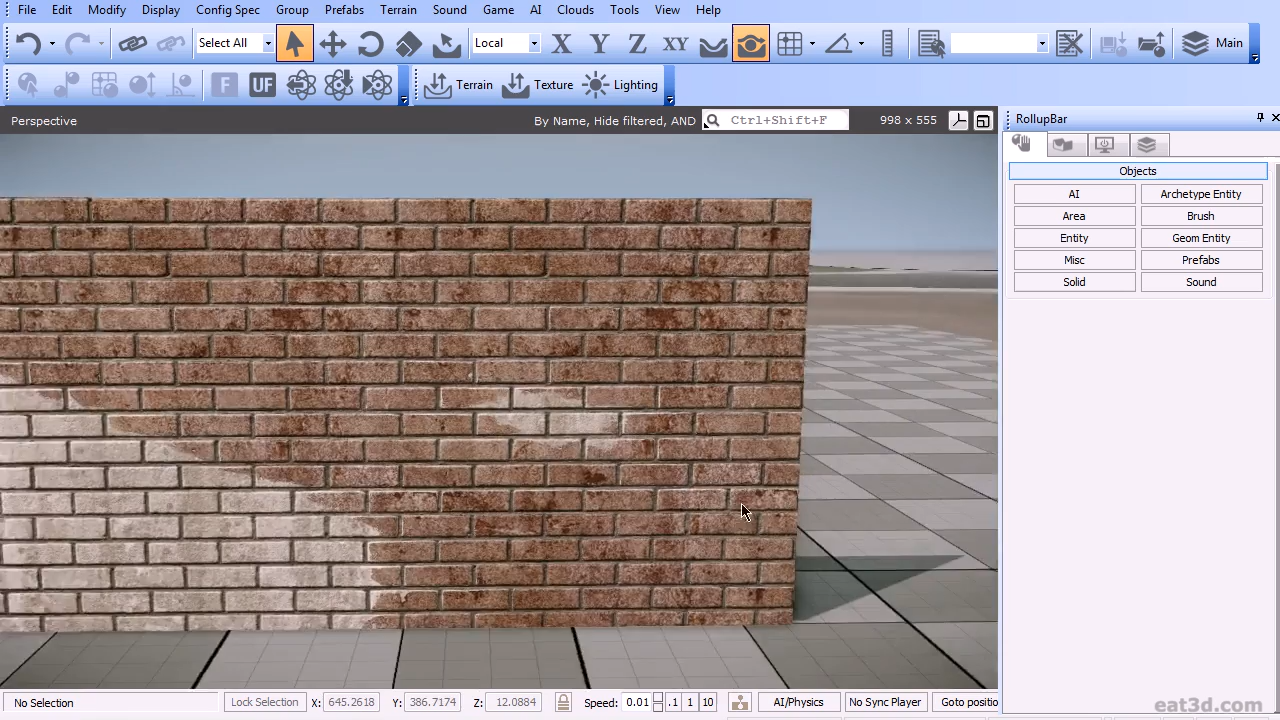 File Edit Modify Display Config Spec Group Prefabs Terrain Sound Game AI Clouds Tools View Help
Select All Local X Y Z XY Main
F UF Terrain Texture Lighting
Perspective By Name, Hide filtered, AND Ctrl+Shift+F 998 x 555
RollupBar
Objects
AI Archetype Entity
Area Brush
Entity Geom Entity
Misc Prefabs
Solid Sound
No Selection Lock Selection X: 645.2618 Y: 386.7174 Z: 12.0884 Speed: 0.01 .1 1 10 AI/Physics No Sync Player Goto positio
eat3d.com